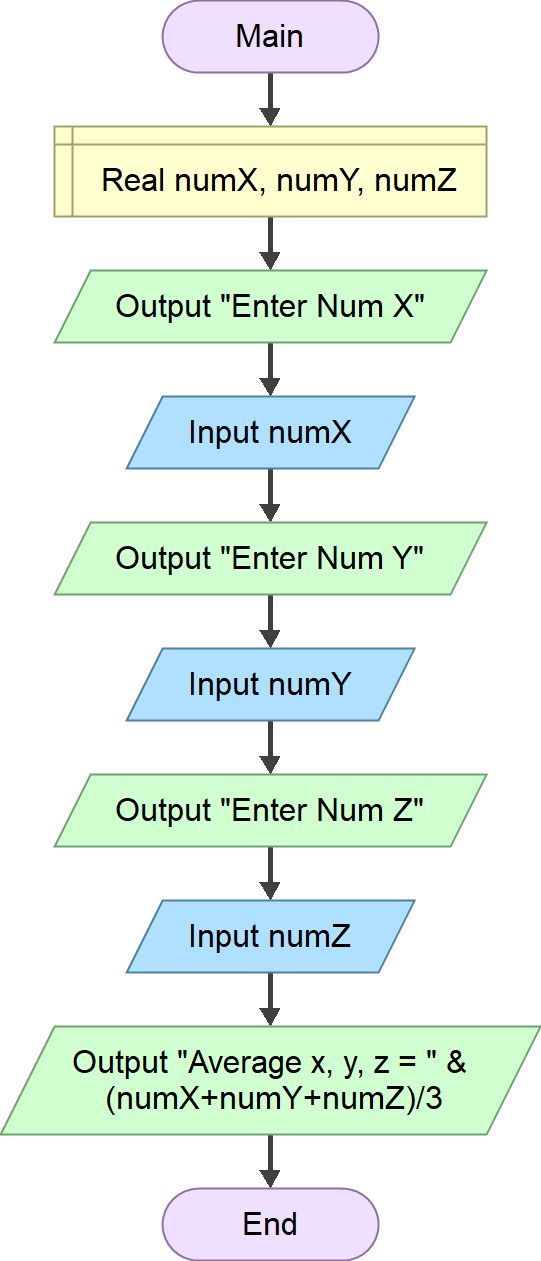 Main
Real numX, numY, numZ
Output "Enter Num X"
Input numX
Output "Enter Num Y"
Input numY
Output "Enter Num Z"
Input numZ
Output "Average x, y, z = " &
(numX+numY+numZ)/3
End